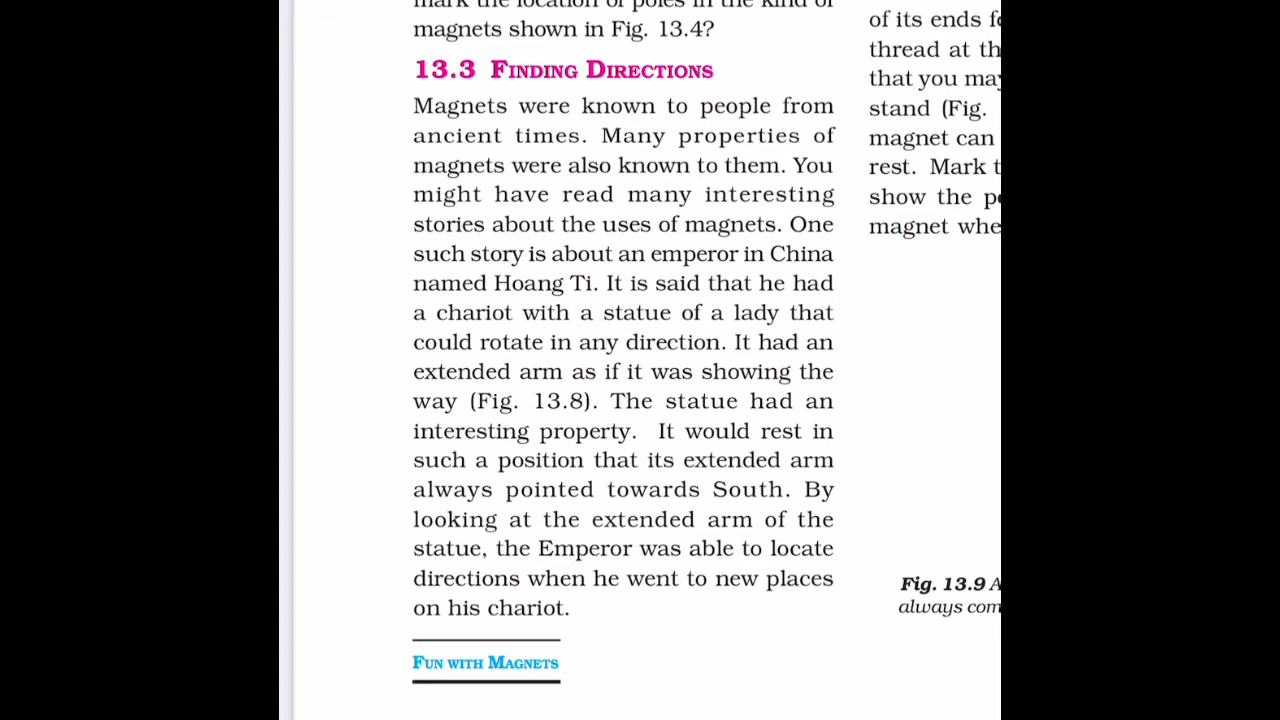 mark the location of poles in the kind of
magnets shown in Fig. 13.4?
13.3 FINDING DIRECTIONS
Magnets were known to people from
ancient times. Many properties of
magnets were also known to them. You
might have read many interesting
stories about the uses of magnets. One
such story is about an emperor in China
named Hoang Ti. It is said that he had
a chariot with a statue of a lady that
could rotate in any direction. It had an
extended arm as if it was showing the
way (Fig. 13.8). The statue had an
interesting property. It would rest in
such a position that its extended arm
always pointed towards South. By
looking at the extended arm of the
statue, the Emperor was able to locate
directions when he went to new places
on his chariot.
FUN WITH MAGNETS
of its ends
thread at
that you
stand (Fig.
magnet can
rest. Mark
show the
magnet
Fig. 13.9 A
always